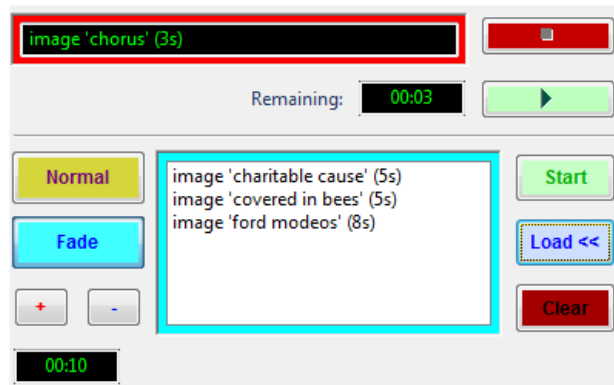 image 'chorus' (3s)
Remaining: 00:03
Normal
image 'charitable cause' (5s)
Start
image 'covered in bees' (5s)
image 'ford modeos' (8s)
Fade
Load <<
+
-
Clear
00:10